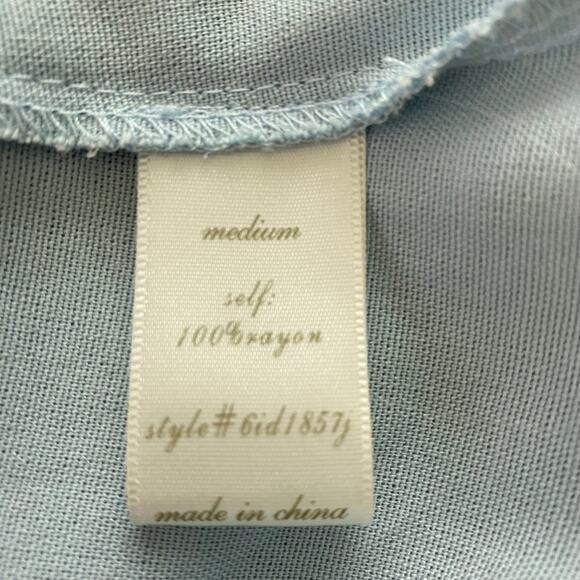 medium
self:
100% rayon
style# 6id1857j
made in china